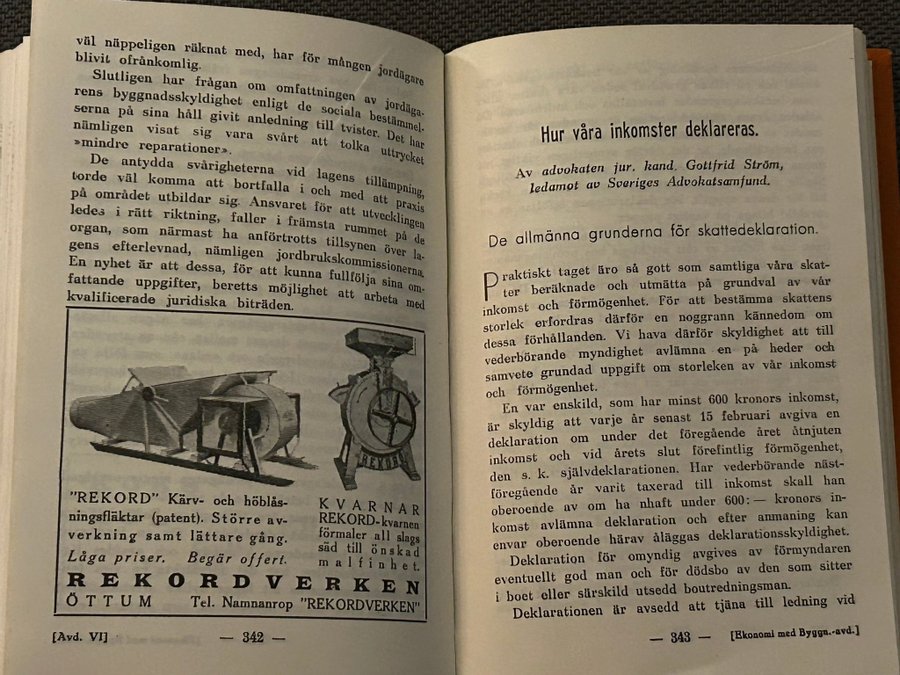 väl näppeligen räknat med, har för mången jordägare
blivit ofrånkomlig.
Slutligen har frågan om omfattningen av jordäga-
rens byggnadsskyldighet enligt de sociala bestämmel-
serna på sina håll givit anledning till tvister. Det har
nämligen visat sig vara svårt att tolka uttrycket
»mindre reparationer».
De antydda svårigheterna vid lagens tillämpning,
torde väl komma att bortfalla i och med att praxis
på området utbildar sig. Ansvaret för att utvecklingen
ledes i rätt riktning, faller i främsta rummet på de
organ, som närmast ha anförtrotts tillsynen över la-
gens efterlevnad, nämligen jordbrukskommissionerna.
En nyhet är att dessa, för att kunna fullfölja sina om-
fattande uppgifter, beretts möjlighet att arbeta med
kvalificerade juridiska biträden.
REKORD
"REKORD" Kärv- och höblås-
ningsfläktar (patent). Större av-
verkning samt lättare gång.
Låga priser. Begär offert.
KVARNAR
REKORD-kvarnen
förmaler all slags
säd till önskad
malfinhet.
REKORDVERKEN
ÖTTUM Tel. Namnanrop "REKORDVERKEN"
[Avd. VI] — 342 —
Hur våra inkomster deklareras.
Av advokaten jur. kand. Gottfrid Ström,
ledamot av Sveriges Advokatsamfund.
De allmänna grunderna för skattedeklaration.
Praktiskt taget äro så gott som samtliga våra skat-
ter beräknade och utmätta på grundval av vår
inkomst och förmögenhet. För att bestämma skattens
storlek erfordras därför en noggrann kännedom om
dessa förhållanden. Vi hava därför skyldighet att till
vederbörande myndighet avlämna en på heder och
samvete grundad uppgift om storleken av vår inkomst
och förmögenhet.
En var enskild, som har minst 600 kronors inkomst,
är skyldig att varje år senast 15 februari avgiva en
deklaration om under det föregående året åtnjuten
inkomst och vid årets slut förefintlig förmögenhet,
den s. k. självdeklarationen. Har vederbörande näst-
föregående år varit taxerad till inkomst skall han
oberoende av om ha nhaft under 600:— kronors in-
komst avlämna deklaration och efter anmaning kan
envar oberoende härav åläggas deklarationsskyldighet.
Deklaration för omyndig avgives av förmyndaren
eventuellt god man och för dödsbo av den som sitter
i boet eller särskild utsedd boutredningsman.
Deklarationen är avsedd att tjäna till ledning vid
— 343 — [Ekonomi med Byggn.-avd.]